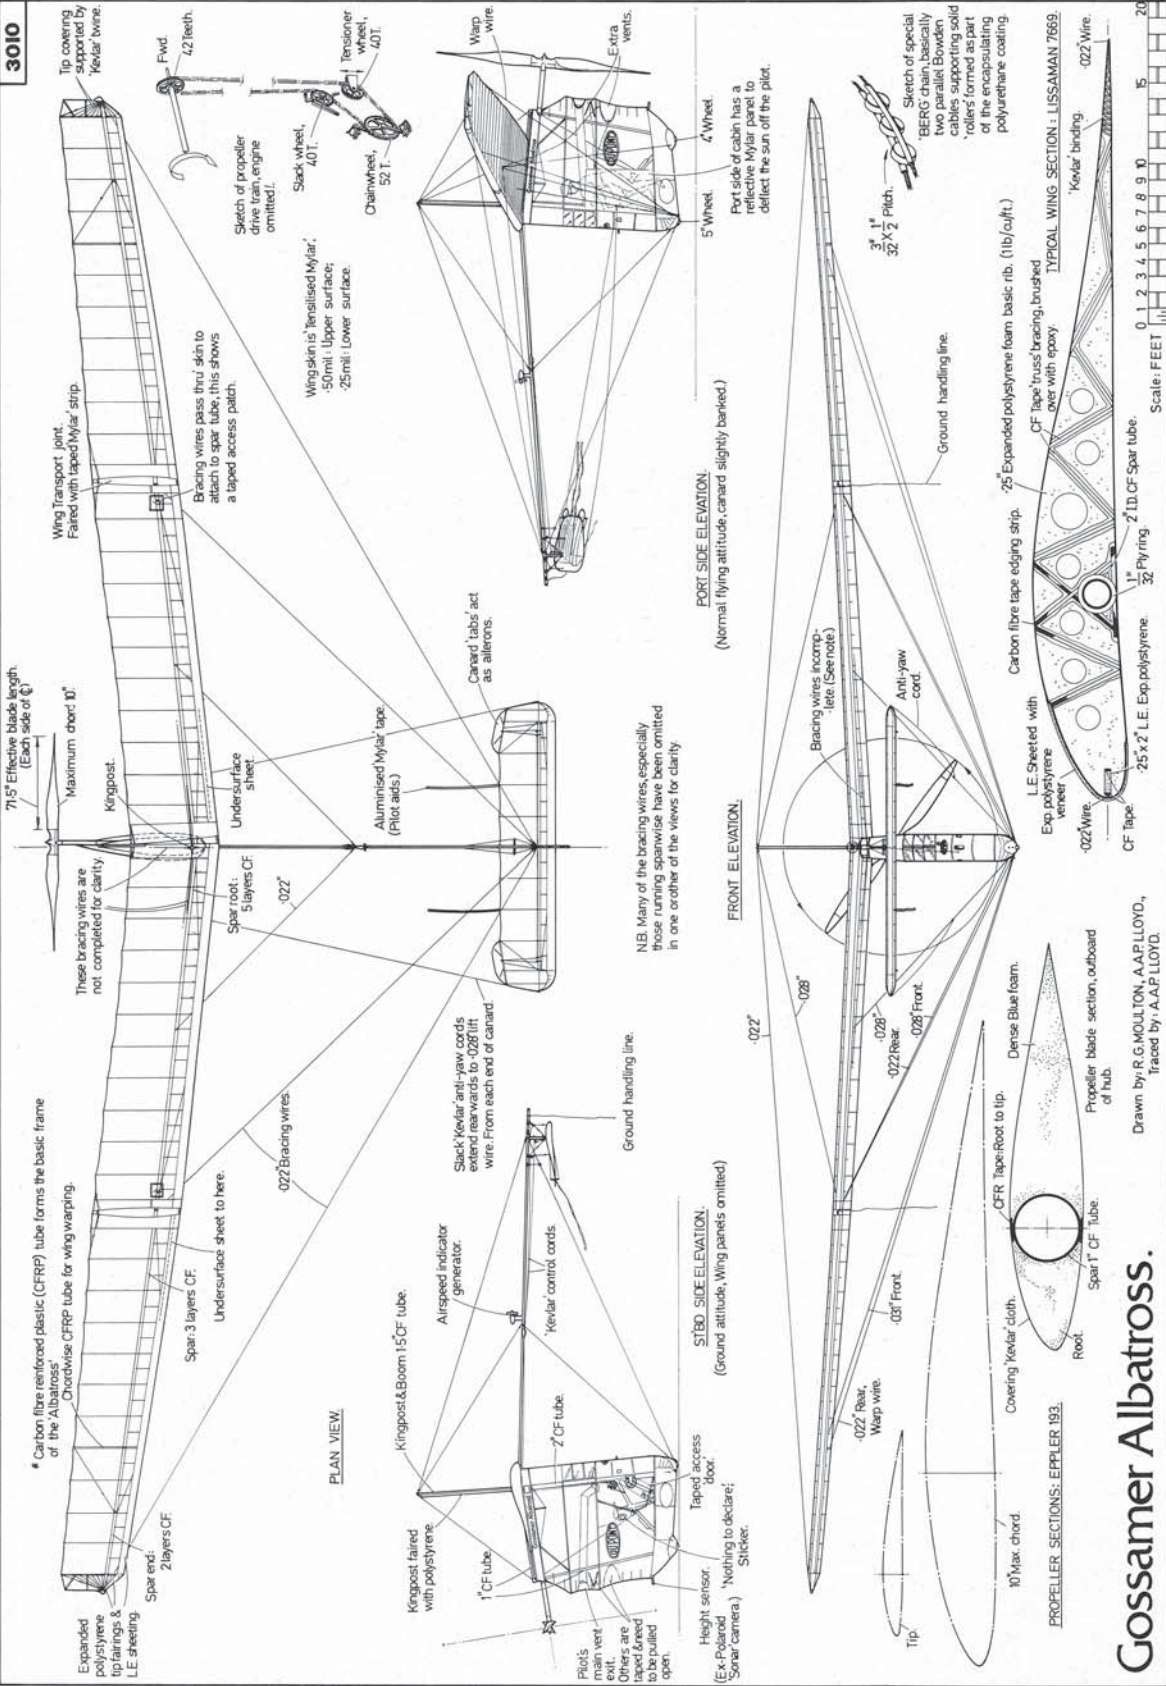 3010
* Carbon fibre reinforced plastic (CFRP) tube forms the basic frame
of the 'Albatross'
Chordwise CFRP tube for wing warping.
Expanded
polystyrene
tip fairings &
L.E. sheeting.
Spar end:
2 layers CF.
Spar: 3 layers CF.
Undersurface sheet to here.
These bracing wires are
not completed for clarity.
71·5" Effective blade length.
(Each side of ℄)
Maximum chord 10"
Kingpost.
Spar root:
5 layers CF.
·022"
Undersurface
sheet.
·022" Bracing wires.
Wing Transport joint.
Faired with taped 'Mylar' strip.
Bracing wires pass thru' skin to
attach to spar tube, this shows
a taped access patch.
Tip covering
supported by
'Kevlar' twine.
Fwd.
42 Teeth.
Sketch of propeller
drive train, engine
omitted!.
Slack wheel,
40 T.
Tensioner
wheel,
40T.
Chainwheel,
52 T.
Wing skin is 'Tensilised Mylar',
·50 mil: Upper surface;
·25 mil: Lower surface.
PLAN VIEW.
Aluminised 'Mylar' tape.
(Pilot aids.)
Canard 'tabs' act
as ailerons.
Slack 'Kevlar' anti-yaw cords
extend rearwards to ·028" lift
wire. From each end of canard.
Kingpost & Boom 1·5" CF tube.
Kingpost faired
with polystyrene.
1" CF tube.
Airspeed indicator
generator.
'Kevlar' control cords.
2" CF tube.
Ground handling line.
Pilot's
main vent
exit.
Others are
taped & need
to be pulled
open.
DUPONT
Gossamer Albatross
Height sensor.
(Ex-Polaroid
'Sonar' camera.)
'Nothing to declare',
Sticker.
Taped access
'door'.
STBD SIDE ELEVATION.
(Ground attitude, Wing panels omitted.)
N.B. Many of the bracing wires, especially
those running spanwise have been omitted
in one or other of the views for clarity.
Warp
wire.
Extra
vents.
DUPONT
5" Wheel.
4" Wheel.
Port side of cabin has a
reflective Mylar panel to
deflect the sun off the pilot.
PORT SIDE ELEVATION.
(Normal flying attitude, canard slightly banked.)
FRONT ELEVATION.
·022"
·028"
·028"
·022" Rear.
·028" Front.
·031" Front.
·022" Rear,
Warp wire.
Bracing wires incomp-
-lete. (See note.)
Anti-yaw
cord.
Ground handling line.
3/32" X 1/2" Pitch.
Sketch of special
'BERG' chain, basically
two parallel Bowden
cables supporting solid
'rollers' formed as part
of the encapsulating
polyurethane coating.
Tip.
10" Max. chord.
PROPELLER SECTIONS: EPPLER 193.
Covering 'Kevlar' cloth.
CFR Tape: Root to tip.
Dense Blue foam.
Root.
Spar 1" CF Tube.
Propeller blade section, outboard
of hub.
L.E. Sheeted with
Exp. polystyrene
veneer
·022" Wire.
CF Tape.
·25" x 2" L.E. Exp. polystyrene.
Carbon fibre tape edging strip.
·25" Expanded polystyrene foam basic rib. (1lb/cu/ft.)
CF Tape 'truss' bracing, brushed
over with epoxy.
1/32" Ply ring.
2" I.D. CF Spar tube.
TYPICAL WING SECTION: LISSAMAN 7669.
'Kevlar' binding.
·022" Wire.
Gossamer Albatross.
Drawn by: R.G. MOULTON, A.A.P. LLOYD.,
Traced by: A.A.P. LLOYD.
Scale: FEET
0 1 2 3 4 5 6 7 8 9 10 15 20